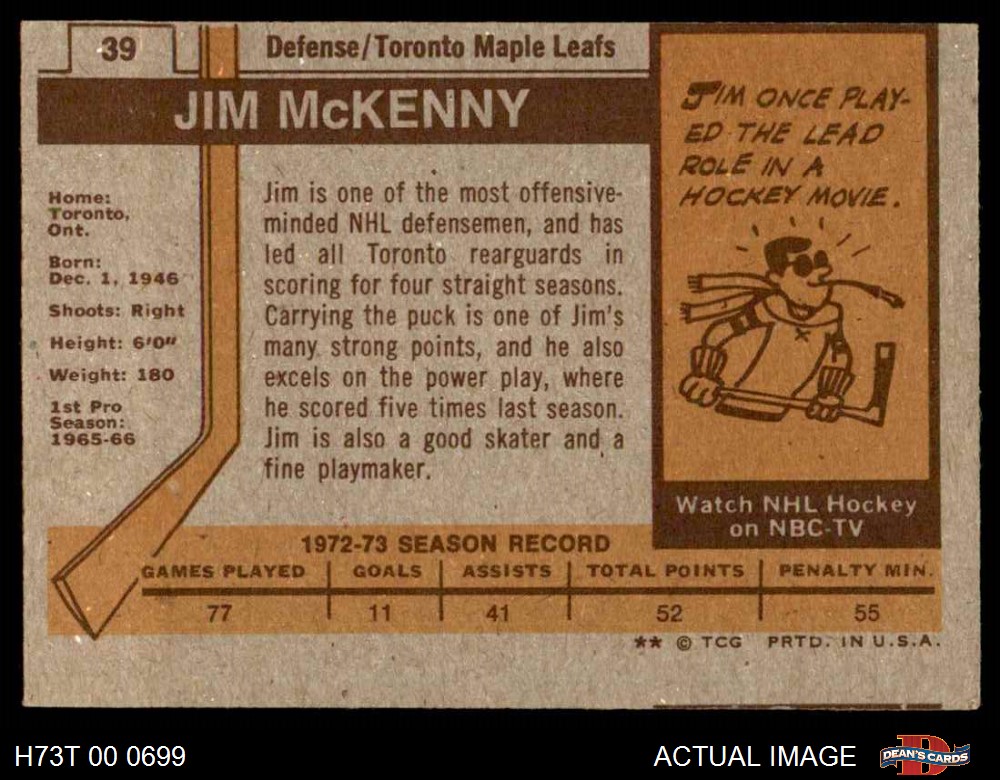 39
Defense/Toronto Maple Leafs
JIM McKENNY
Home:
Toronto,
Ont.
Born:
Dec. 1, 1946
Shoots: Right
Height: 6'0"
Weight: 180
1st Pro
Season:
1965-66
Jim is one of the most offensive-
minded NHL defensemen, and has
led all Toronto rearguards in
scoring for four straight seasons.
Carrying the puck is one of Jim's
many strong points, and he also
excels on the power play, where
he scored five times last season.
Jim is also a good skater and a
fine playmaker.
JIM ONCE PLAY-
ED THE LEAD
ROLE IN A
HOCKEY MOVIE.
Watch NHL Hockey
on NBC-TV
1972-73 SEASON RECORD
GAMES PLAYED GOALS ASSISTS TOTAL POINTS PENALTY MIN.
77 11 41 52 55
** © TCG PRTD. IN U.S.A.
H73T 00 0699
ACTUAL IMAGE
D
DEAN'S CARDS